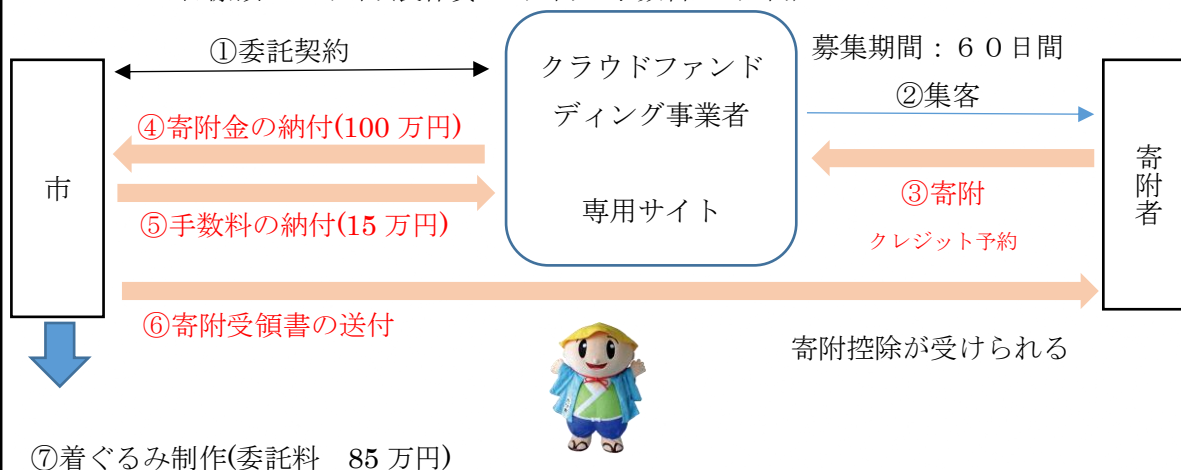 ①委託契約
クラウドファンド
ディング事業者
専用サイト
募集期間：６０日間
②集客
④寄附金の納付(100 万円)
市
⑤手数料の納付(15 万円)
③寄附
クレジット予約
寄附者
⑥寄附受領書の送付
寄附控除が受けられる
⑦着ぐるみ制作(委託料　85 万円)